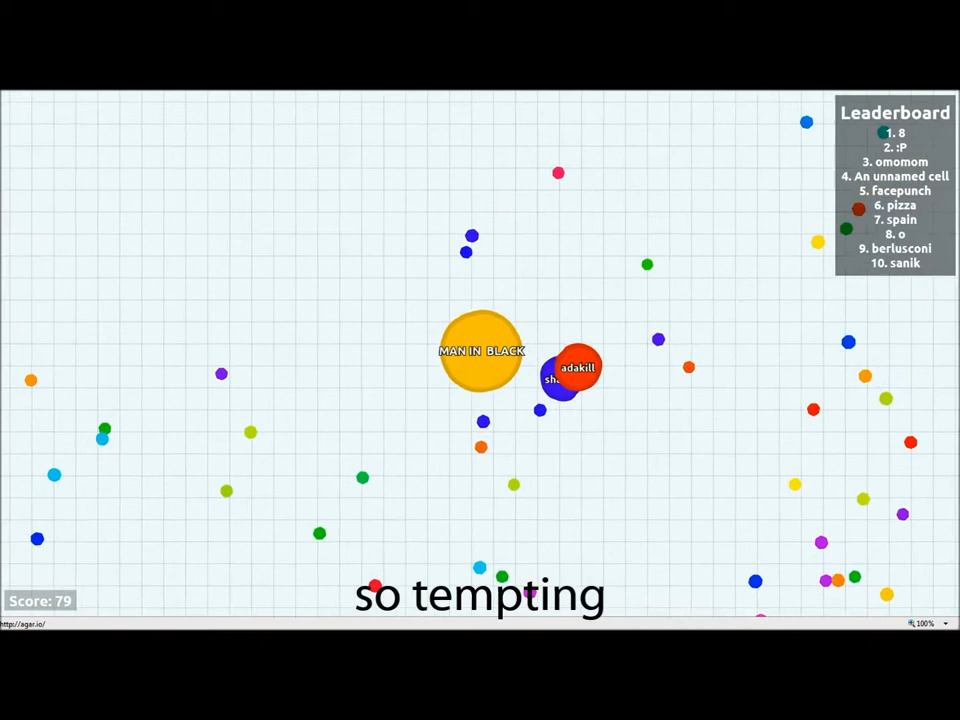 Leaderboard
1. 8
2. :P
3. omomom
4. An unnamed cell
5. facepunch
6. pizza
7. spain
8. o
9. berlusconi
10. sanik
MAN IN BLACK
adakill
so tempting
Score: 79
http://agar.io/
100%